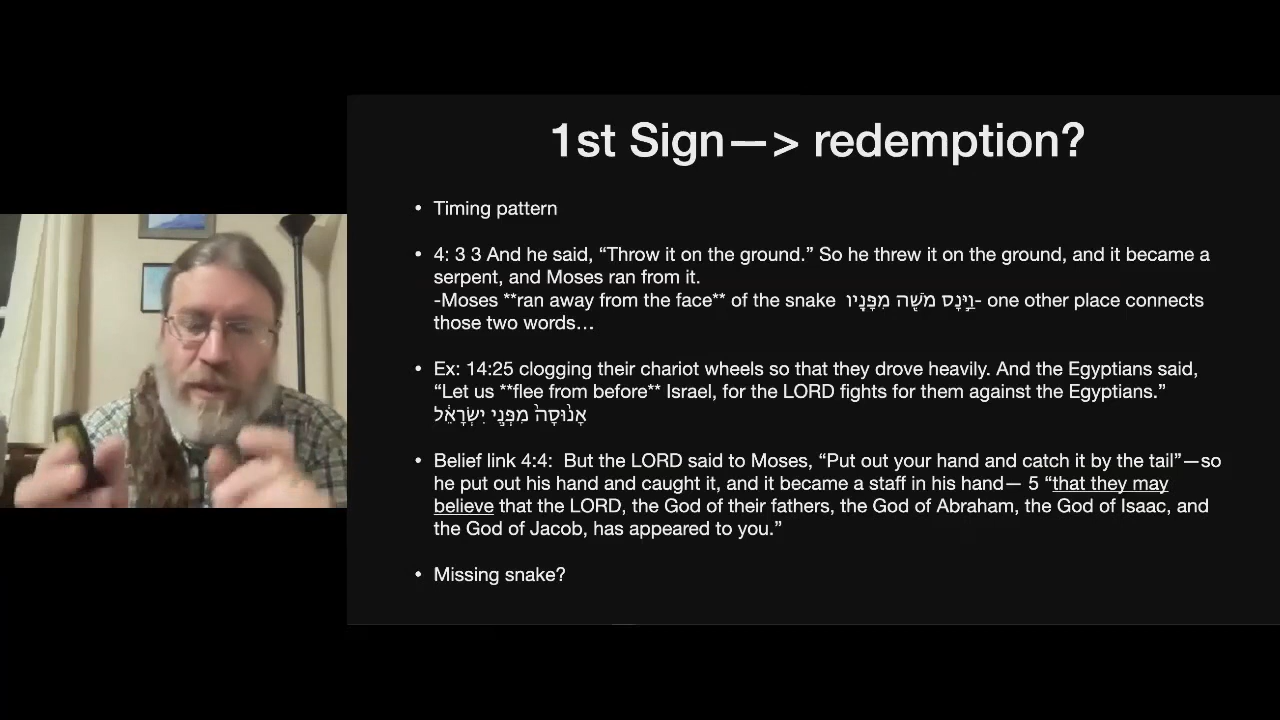 1st Sign—> redemption?
• Timing pattern
• 4: 3 3 And he said, “Throw it on the ground.” So he threw it on the ground, and it became a
serpent, and Moses ran from it.
-Moses **ran away from the face** of the snake וַיָּ֥נָס מֹשֶׁ֖ה מִפָּנָֽיו- one other place connects
those two words…
• Ex: 14:25 clogging their chariot wheels so that they drove heavily. And the Egyptians said,
“Let us **flee from before** Israel, for the LORD fights for them against the Egyptians.”
אָנ֙וּסָה֙ מִפְּנֵ֣י יִשְׂרָאֵ֔ל
• Belief link 4:4: But the LORD said to Moses, “Put out your hand and catch it by the tail”—so
he put out his hand and caught it, and it became a staff in his hand— 5 “that they may
believe that the LORD, the God of their fathers, the God of Abraham, the God of Isaac, and
the God of Jacob, has appeared to you.”
• Missing snake?